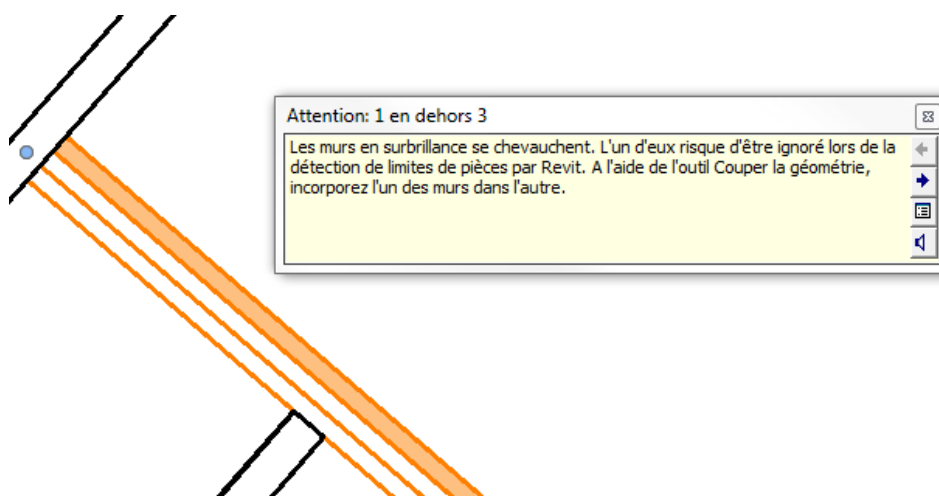 Attention: 1 en dehors 3
Les murs en surbrillance se chevauchent. L'un d'eux risque d'être ignoré lors de la
détection de limites de pièces par Revit. A l'aide de l'outil Couper la géométrie,
incorporez l'un des murs dans l'autre.